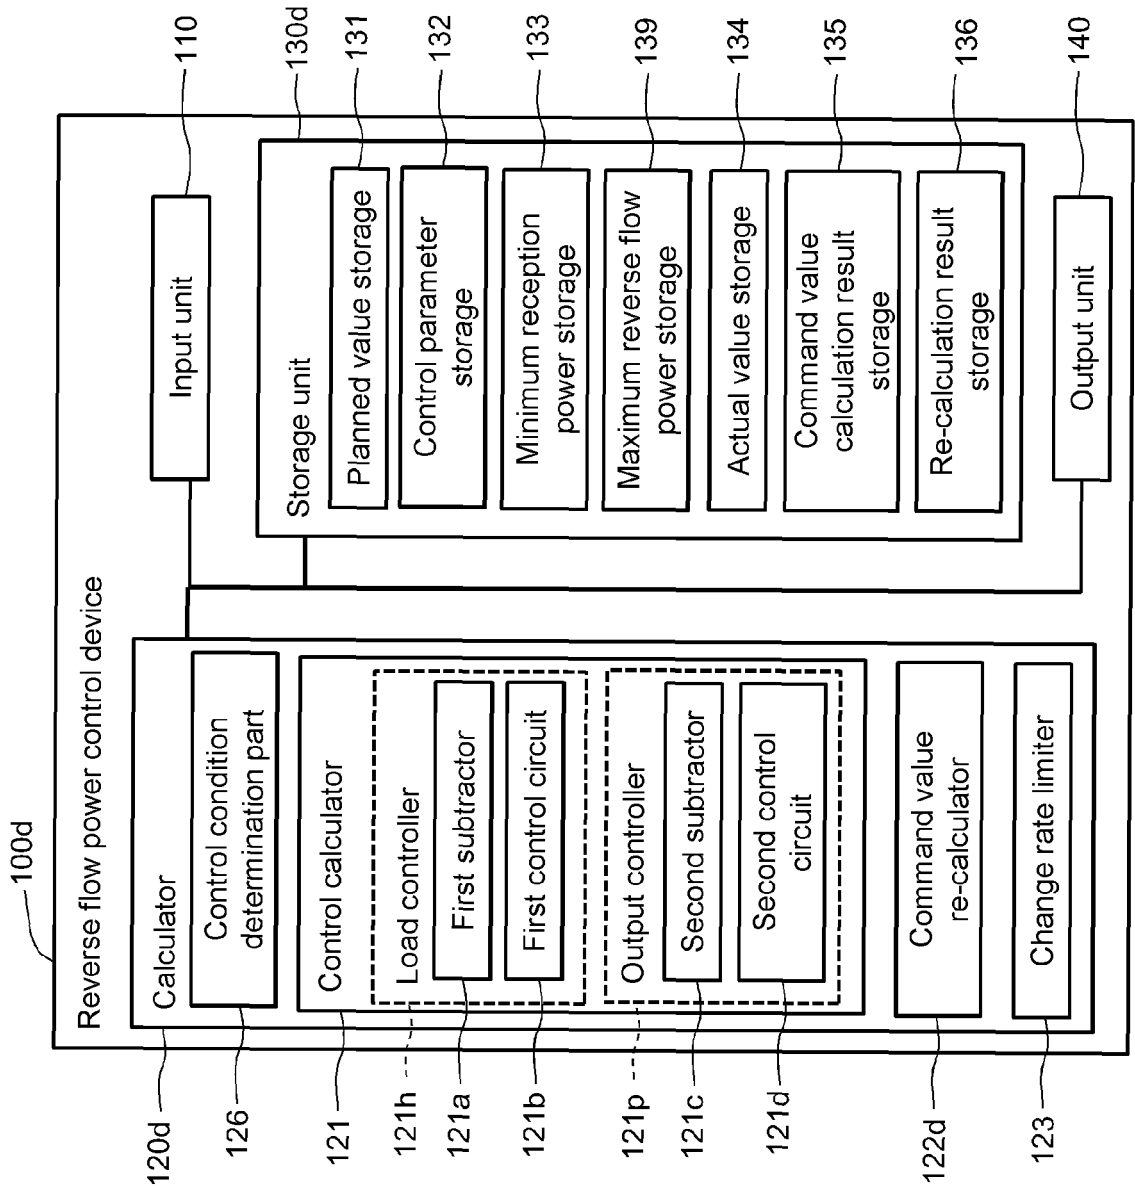 100d
Reverse flow power control device
120d
Calculator
126
Control condition
determination part
121
Control calculator
121h
Load controller
121a
First subtractor
121b
First control circuit
121p
Output controller
121c
Second subtractor
121d
Second control
circuit
122d
Command value
re-calculator
123
Change rate limiter
Input unit
110
Storage unit
130d
Planned value storage
131
Control parameter
storage
132
Minimum reception
power storage
133
Maximum reverse flow
power storage
139
Actual value storage
134
Command value
calculation result
storage
135
Re-calculation result
storage
136
Output unit
140